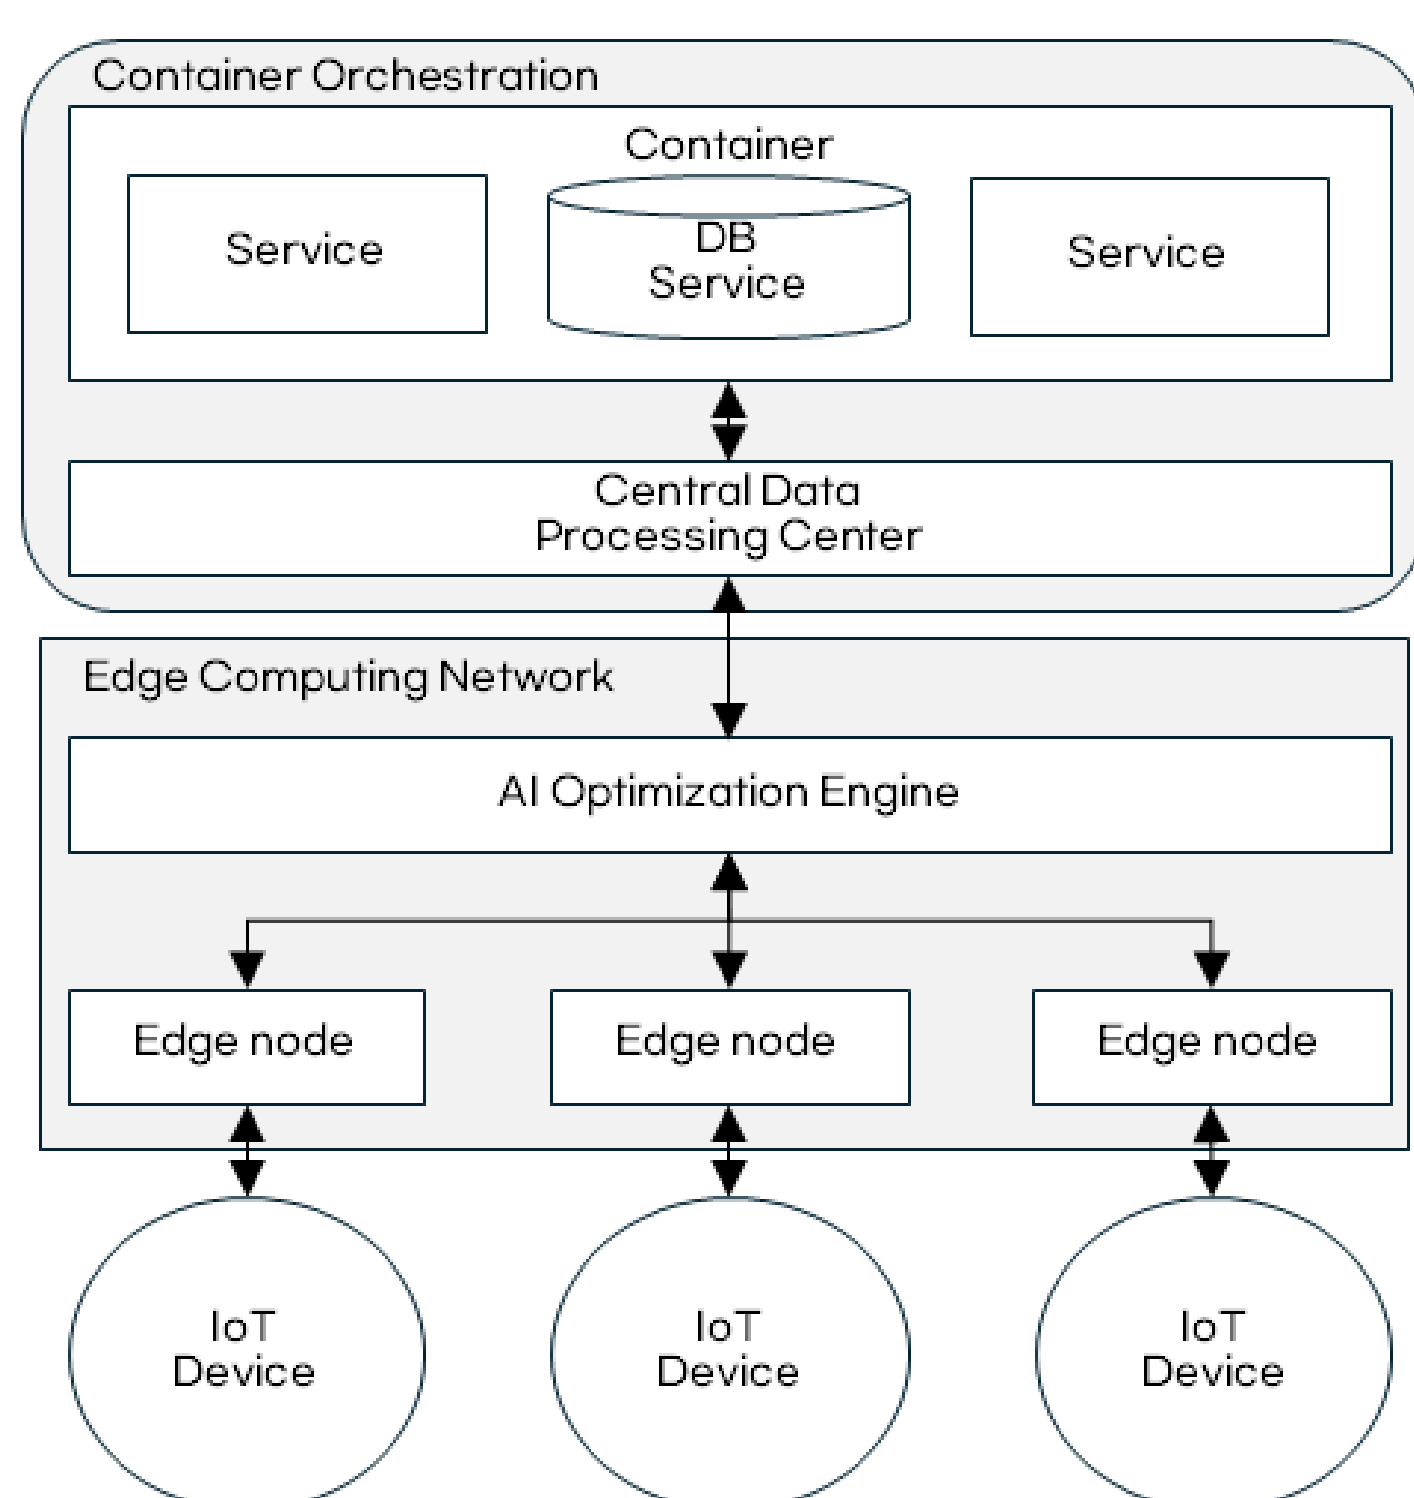 Container Orchestration
Container
Service
DB
Service
Service
Central Data
Processing Center
Edge Computing Network
AI Optimization Engine
Edge node
Edge node
Edge node
IoT
Device
IoT
Device
IoT
Device